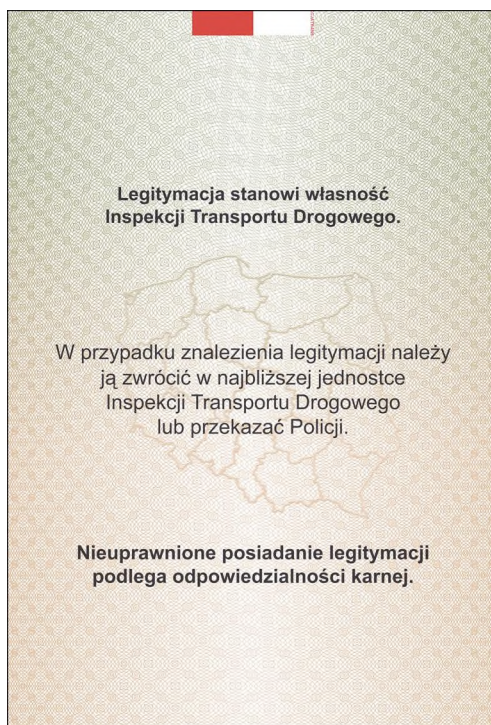 Legitymacja stanowi własność
Inspekcji Transportu Drogowego.
W przypadku znalezienia legitymacji należy
ją zwrócić w najbliższej jednostce
Inspekcji Transportu Drogowego
lub przekazać Policji.
Nieuprawnione posiadanie legitymacji
podlega odpowiedzialności karnej.